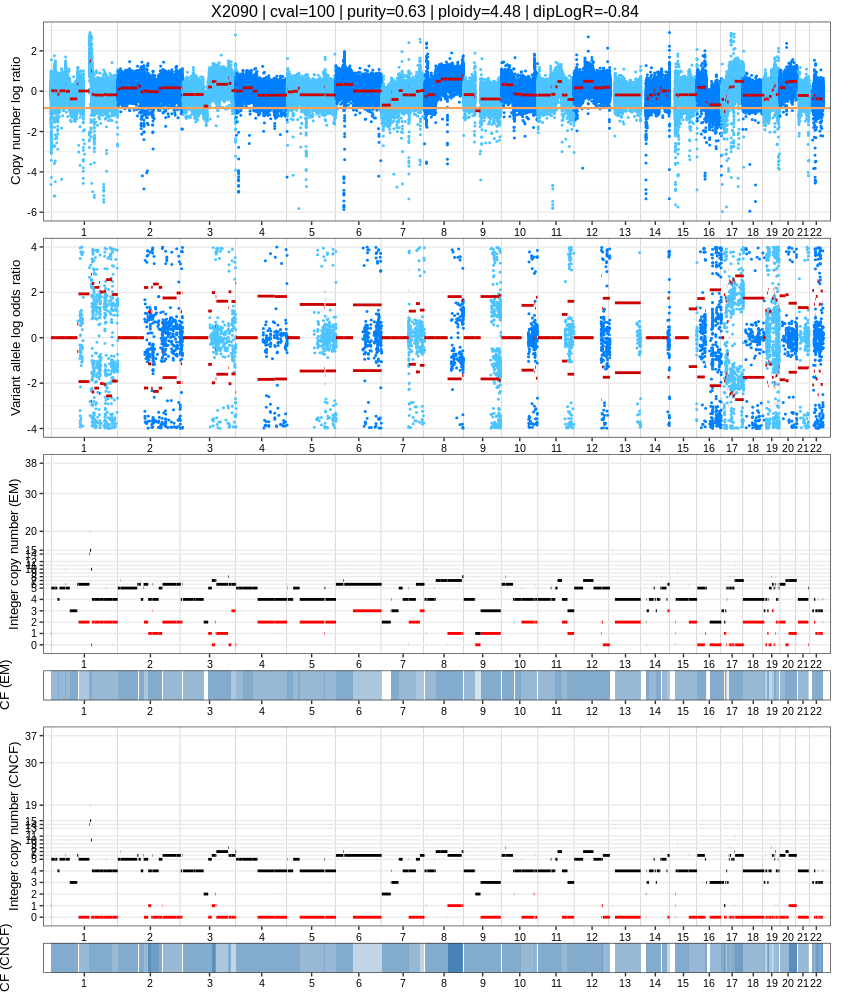 X2090 | cval=100 | purity=0.63 | ploidy=4.48 | dipLogR=-0.84
Copy number log ratio
2
0
-2
-4
-6
1 2 3 4 5 6 7 8 9 10 11 12 13 14 15 16 17 18 19 20 21 22
Variant allele log odds ratio
4
2
0
-2
-4
1 2 3 4 5 6 7 8 9 10 11 12 13 14 15 16 17 18 19 20 21 22
Integer copy number (EM)
38
30
20
15
5
4
3
2
1
0
1 2 3 4 5 6 7 8 9 10 11 12 13 14 15 16 17 18 19 20 21 22
CF (EM)
1 2 3 4 5 6 7 8 9 10 11 12 13 14 15 16 17 18 19 20 21 22
Integer copy number (CNCF)
37
30
19
15
11
10
5
4
3
2
1
0
1 2 3 4 5 6 7 8 9 10 11 12 13 14 15 16 17 18 19 20 21 22
CF (CNCF)
1 2 3 4 5 6 7 8 9 10 11 12 13 14 15 16 17 18 19 20 21 22